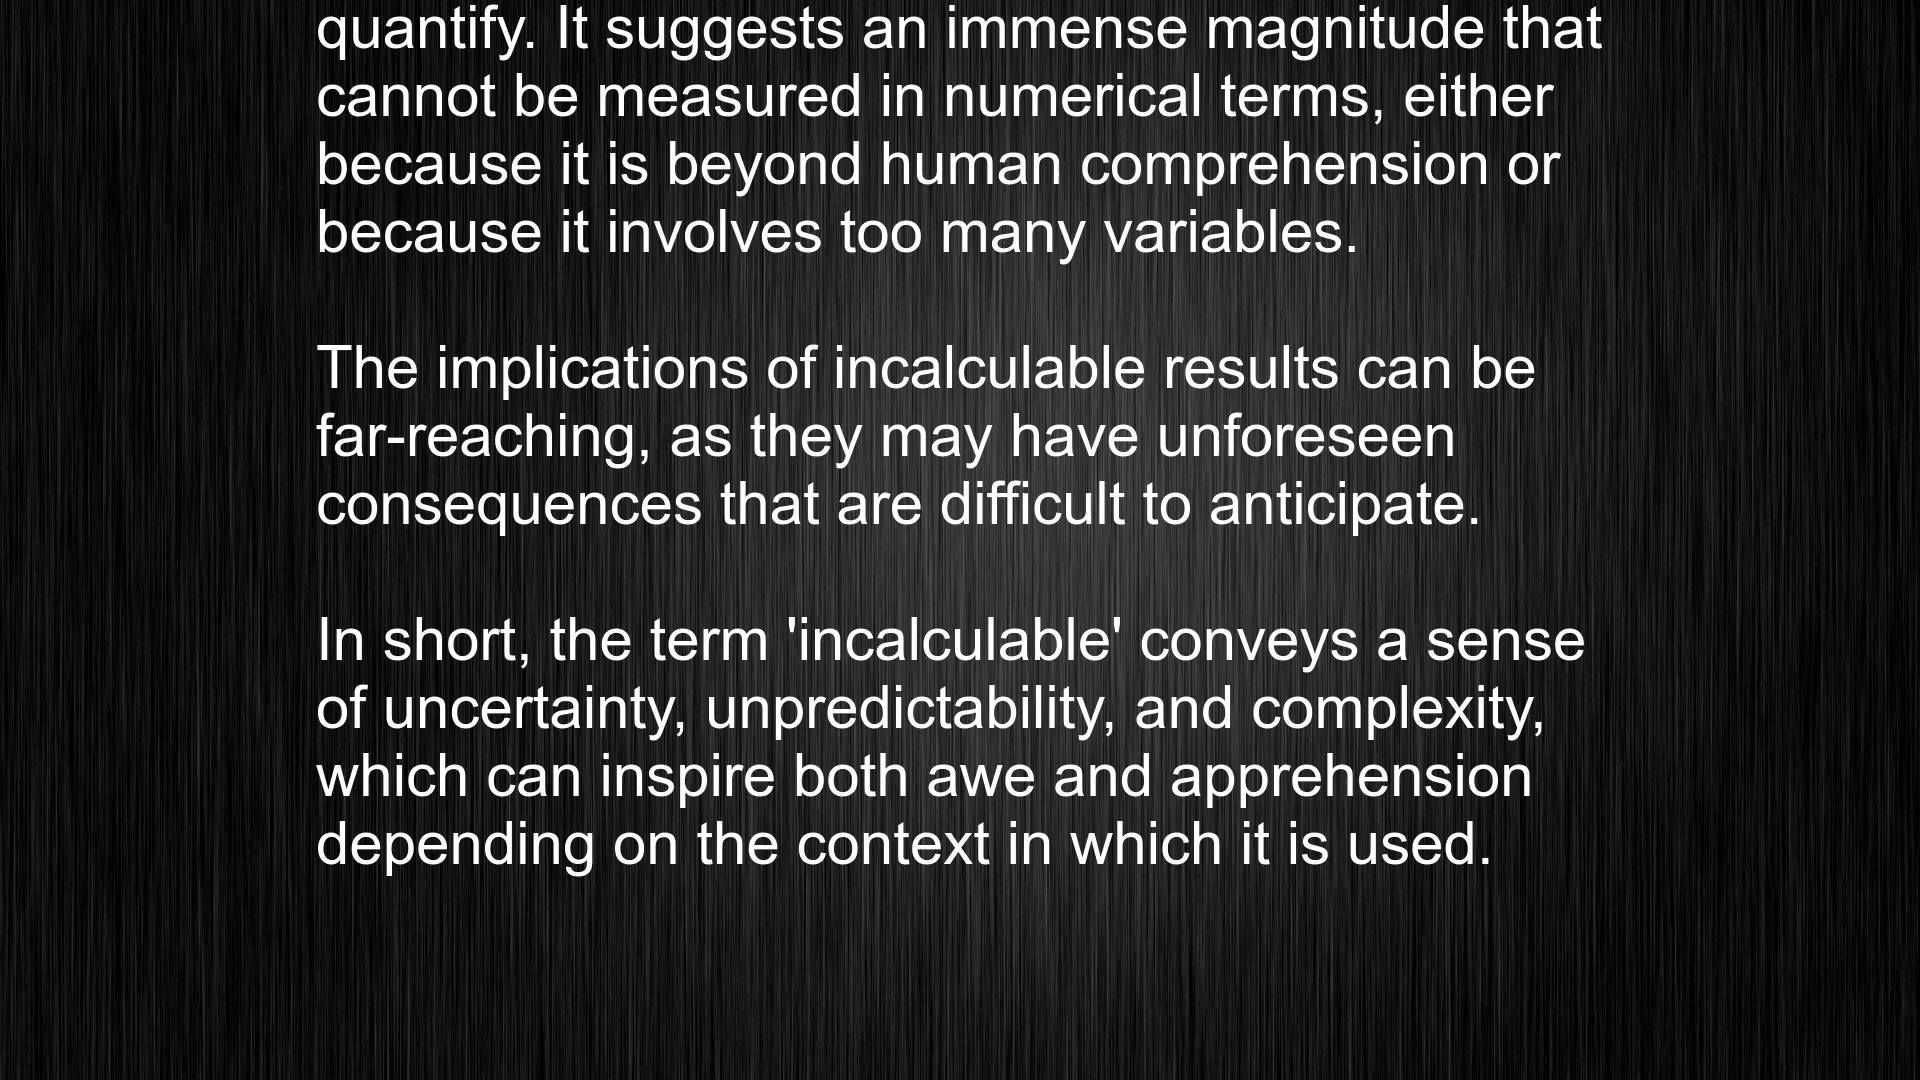 quantify. It suggests an immense magnitude that
cannot be measured in numerical terms, either
because it is beyond human comprehension or
because it involves too many variables.
The implications of incalculable results can be
far-reaching, as they may have unforeseen
consequences that are difficult to anticipate.
In short, the term 'incalculable' conveys a sense
of uncertainty, unpredictability, and complexity,
which can inspire both awe and apprehension
depending on the context in which it is used.